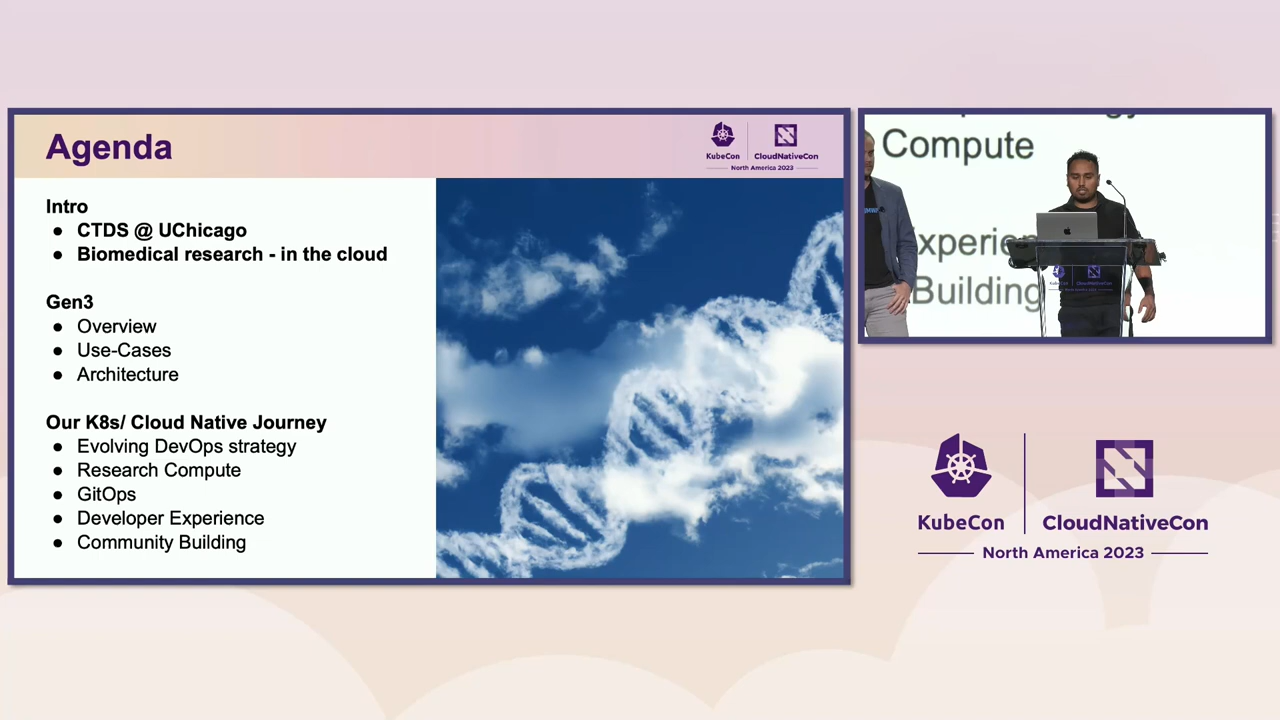 Agenda
KubeCon
CloudNativeCon
North America 2023
Intro
● CTDS @ UChicago
● Biomedical research - in the cloud
Gen3
● Overview
● Use-Cases
● Architecture
Our K8s/ Cloud Native Journey
● Evolving DevOps strategy
● Research Compute
● GitOps
● Developer Experience
● Community Building
Compute
Building
KubeCon
CloudNativeCon
North America 2023